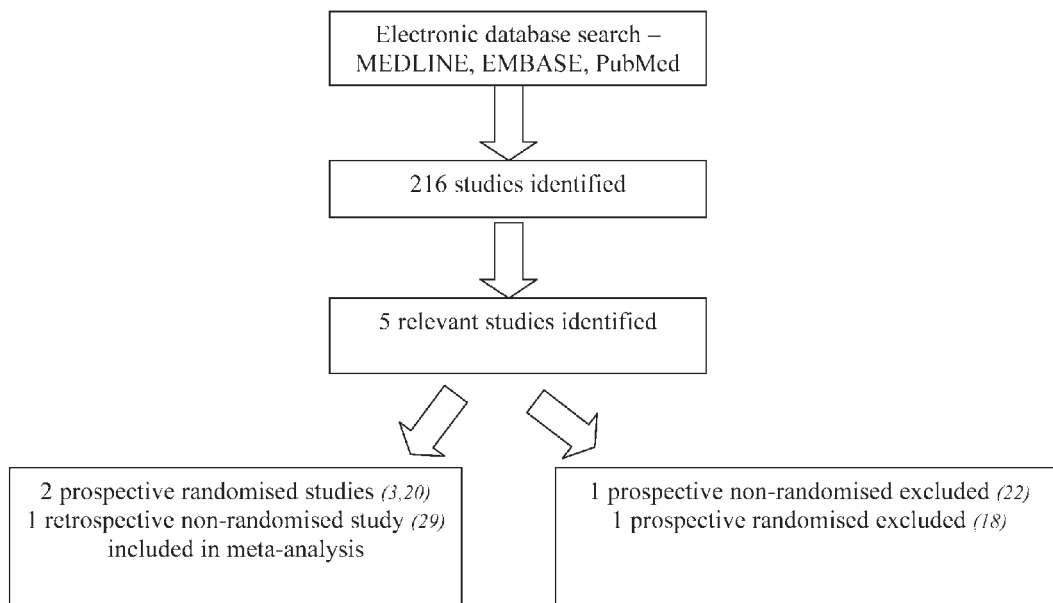 Electronic database search –
MEDLINE, EMBASE, PubMed
216 studies identified
5 relevant studies identified
2 prospective randomised studies (3,20)
1 retrospective non-randomised study (29)
included in meta-analysis
1 prospective non-randomised excluded (22)
1 prospective randomised excluded (18)